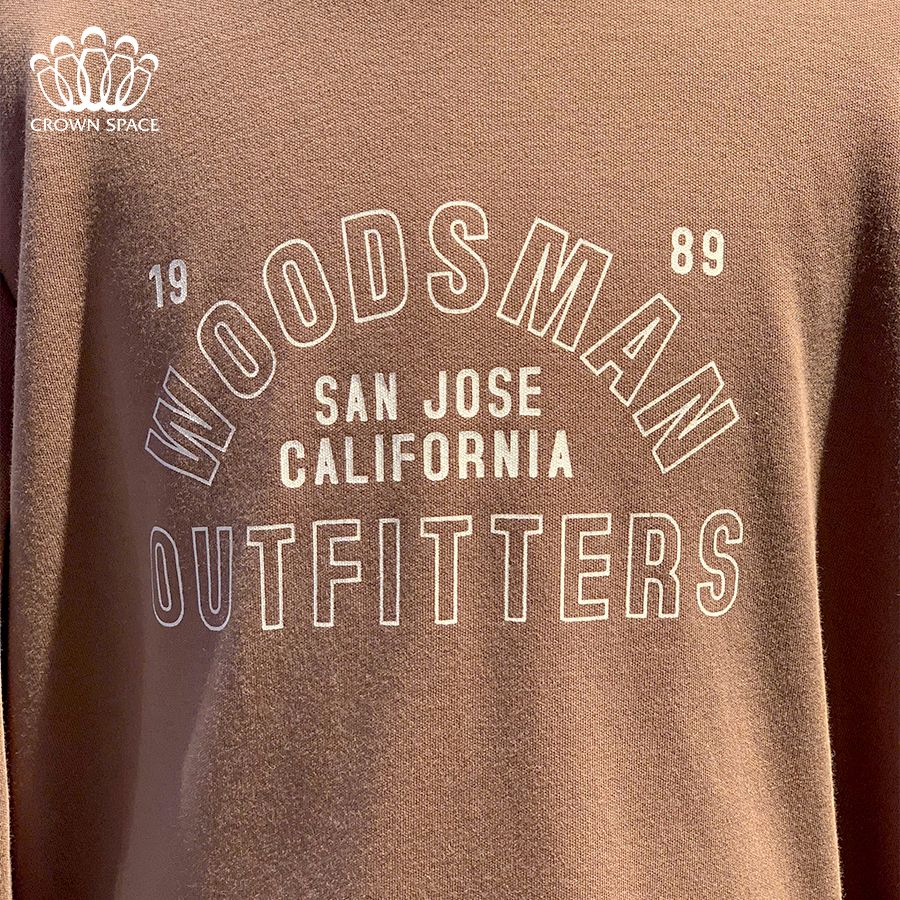 CROWN SPACE
19 89
WOODSMAN
SAN JOSE
CALIFORNIA
OUTFITTERS